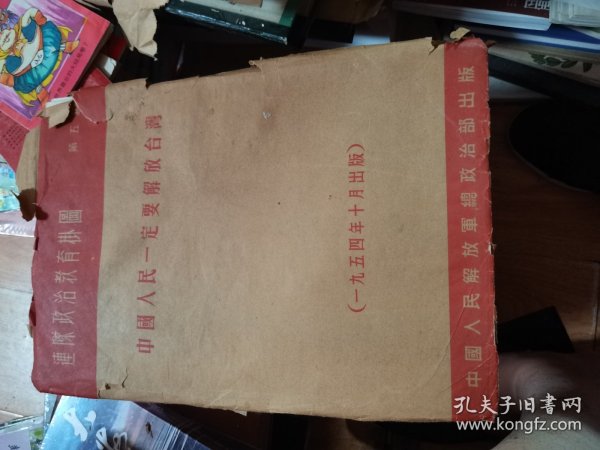 連隊政治教育掛圖
第五
中國人民一定要解放台灣
(一九五四年十月出版)
中國人民解放軍總政治部出版
孔夫子旧书网
www.kongfz.com